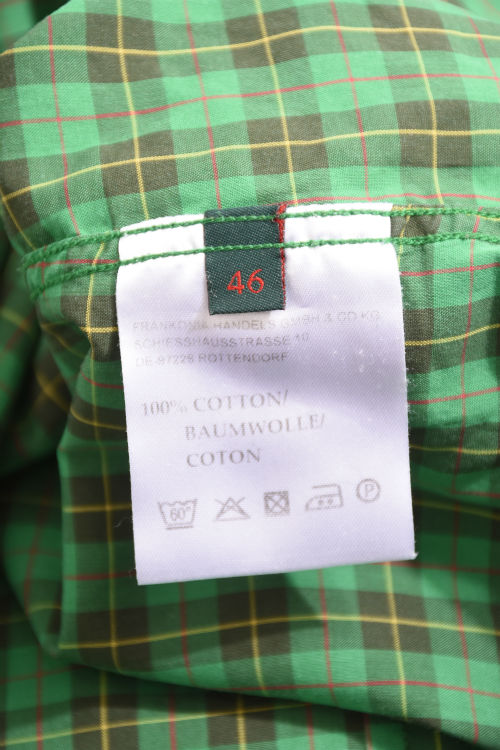 46
FRANKONIA HANDELS GMBH & CO KG
SCHIESSHAUSSTRASSE 10
DE-97228 ROTTENDORF
100% COTTON/
BAUMWOLLE/
COTON
60° P